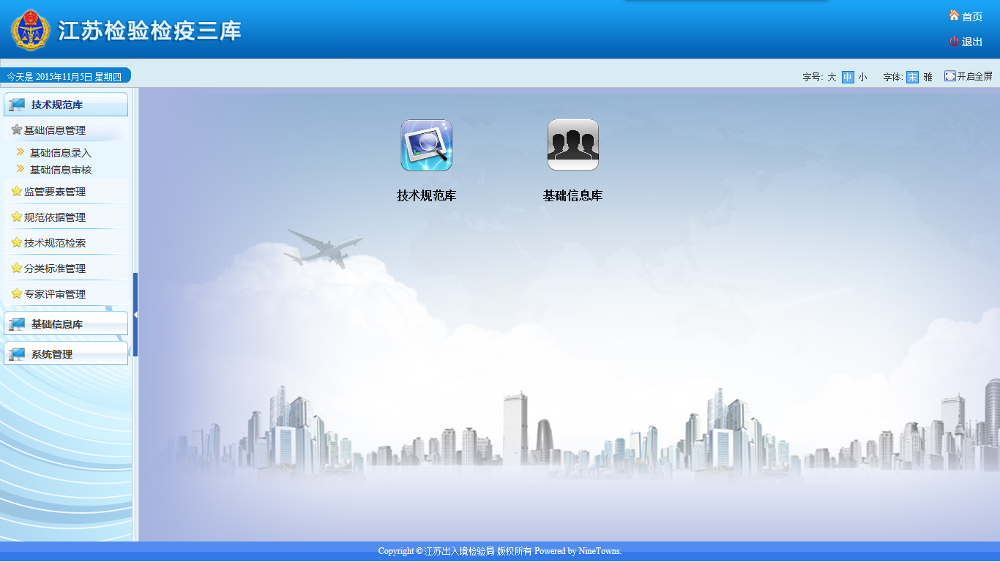 江苏检验检疫三库
首页
退出
今天是 2015年11月5日 星期四
字号: 大 中 小 字体: 宋 雅 开启全屏
技术规范库
基础信息管理
基础信息录入
基础信息审核
监管要素管理
规范依据管理
技术规范检索
分类标准管理
专家评审管理
基础信息库
系统管理
技术规范库
基础信息库
Copyright © 江苏出入境检验局 版权所有 Powered by NineTowns.